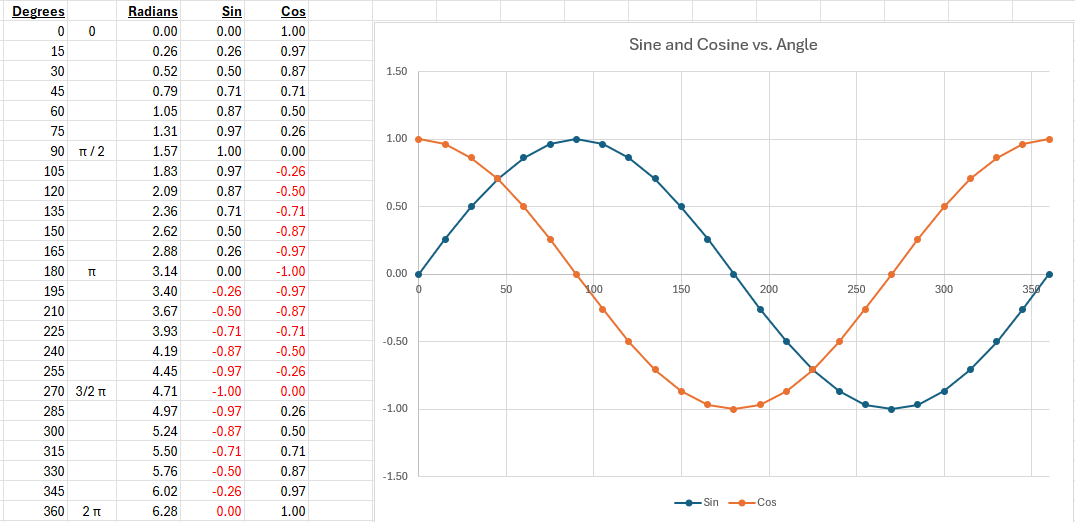 Degrees Radians Sin Cos
0 0 0.00 0.00 1.00
15 0.26 0.26 0.97
30 0.52 0.50 0.87
45 0.79 0.71 0.71
60 1.05 0.87 0.50
75 1.31 0.97 0.26
90 π / 2 1.57 1.00 0.00
105 1.83 0.97 -0.26
120 2.09 0.87 -0.50
135 2.36 0.71 -0.71
150 2.62 0.50 -0.87
165 2.88 0.26 -0.97
180 π 3.14 0.00 -1.00
195 3.40 -0.26 -0.97
210 3.67 -0.50 -0.87
225 3.93 -0.71 -0.71
240 4.19 -0.87 -0.50
255 4.45 -0.97 -0.26
270 3/2 π 4.71 -1.00 0.00
285 4.97 -0.97 0.26
300 5.24 -0.87 0.50
315 5.50 -0.71 0.71
330 5.76 -0.50 0.87
345 6.02 -0.26 0.97
360 2 π 6.28 0.00 1.00
Sine and Cosine vs. Angle
1.50
1.00
0.50
0.00
-0.50
-1.00
-1.50
0 50 100 150 200 250 300 350
Sin Cos